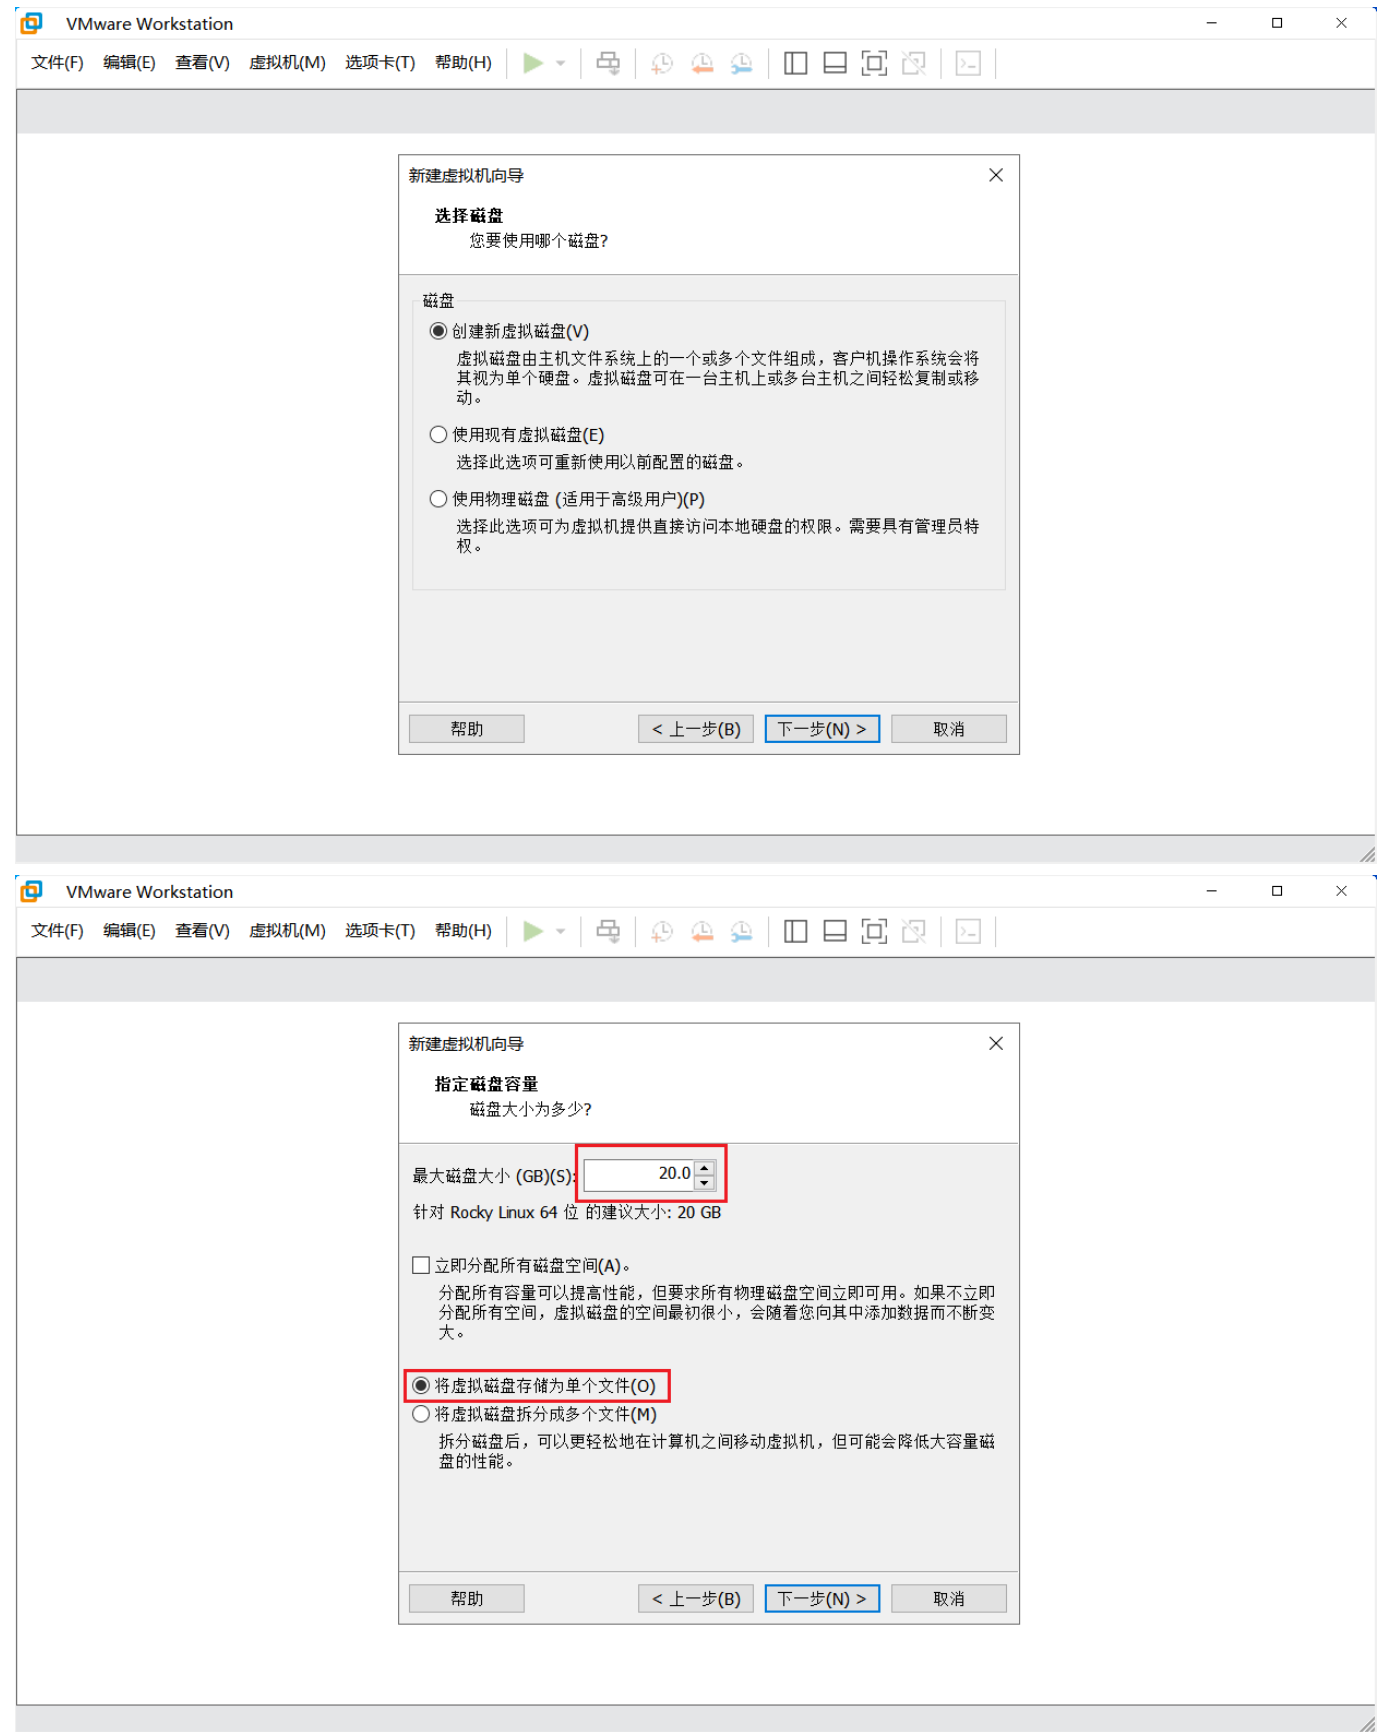 VMware Workstation
文件(F) 编辑(E) 查看(V) 虚拟机(M) 选项卡(T) 帮助(H)
新建虚拟机向导
选择磁盘
您要使用哪个磁盘?
磁盘
创建新虚拟磁盘(V)
虚拟磁盘由主机文件系统上的一个或多个文件组成，客户机操作系统会将
其视为单个硬盘。虚拟磁盘可在一台主机上或多台主机之间轻松复制或移
动。
使用现有虚拟磁盘(E)
选择此选项可重新使用以前配置的磁盘。
使用物理磁盘 (适用于高级用户)(P)
选择此选项可为虚拟机提供直接访问本地硬盘的权限。需要具有管理员特
权。
帮助 < 上一步(B) 下一步(N) > 取消
VMware Workstation
文件(F) 编辑(E) 查看(V) 虚拟机(M) 选项卡(T) 帮助(H)
新建虚拟机向导
指定磁盘容量
磁盘大小为多少?
最大磁盘大小 (GB)(S): 20.0
针对 Rocky Linux 64 位 的建议大小: 20 GB
立即分配所有磁盘空间(A)。
分配所有容量可以提高性能，但要求所有物理磁盘空间立即可用。如果不立即
分配所有空间，虚拟磁盘的空间最初很小，会随着您向其中添加数据而不断变
大。
将虚拟磁盘存储为单个文件(O)
将虚拟磁盘拆分成多个文件(M)
拆分磁盘后，可以更轻松地在计算机之间移动虚拟机，但可能会降低大容量磁
盘的性能。
帮助 < 上一步(B) 下一步(N) > 取消